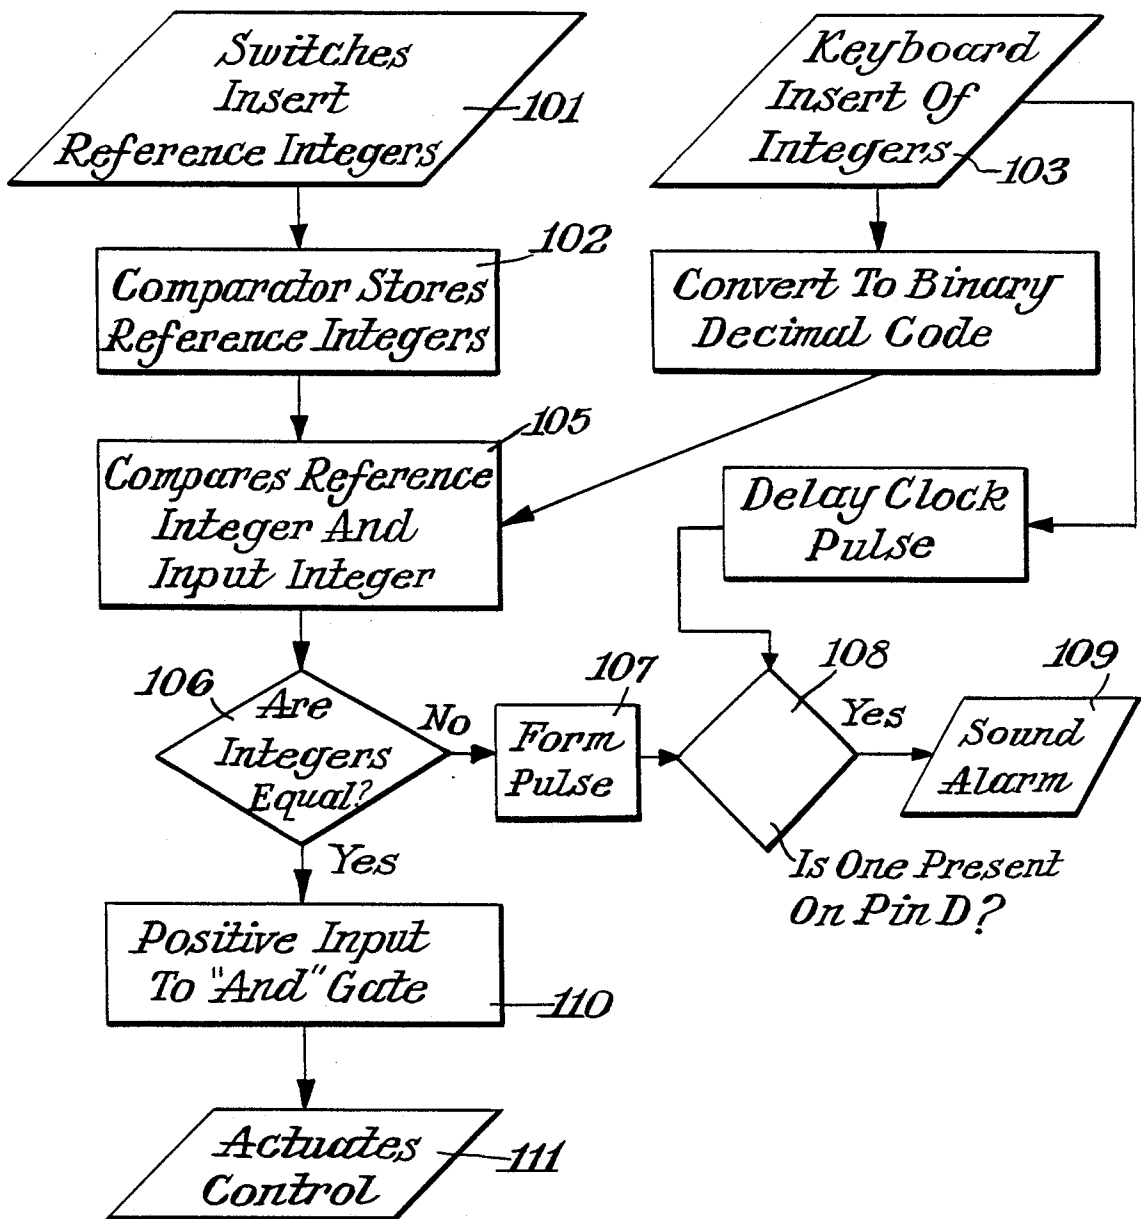 Switches
Insert
Reference Integers
101
Keyboard
Insert Of
Integers
103
102
Comparator Stores
Reference Integers
Convert To Binary
Decimal Code
105
Compares Reference
Integer And
Input Integer
Delay Clock
Pulse
106
Are
Integers
Equal?
No
107
Form
Pulse
108
Yes
109
Sound
Alarm
Is One Present
On Pin D?
Yes
Positive Input
To "And" Gate
110
Actuates
Control
111